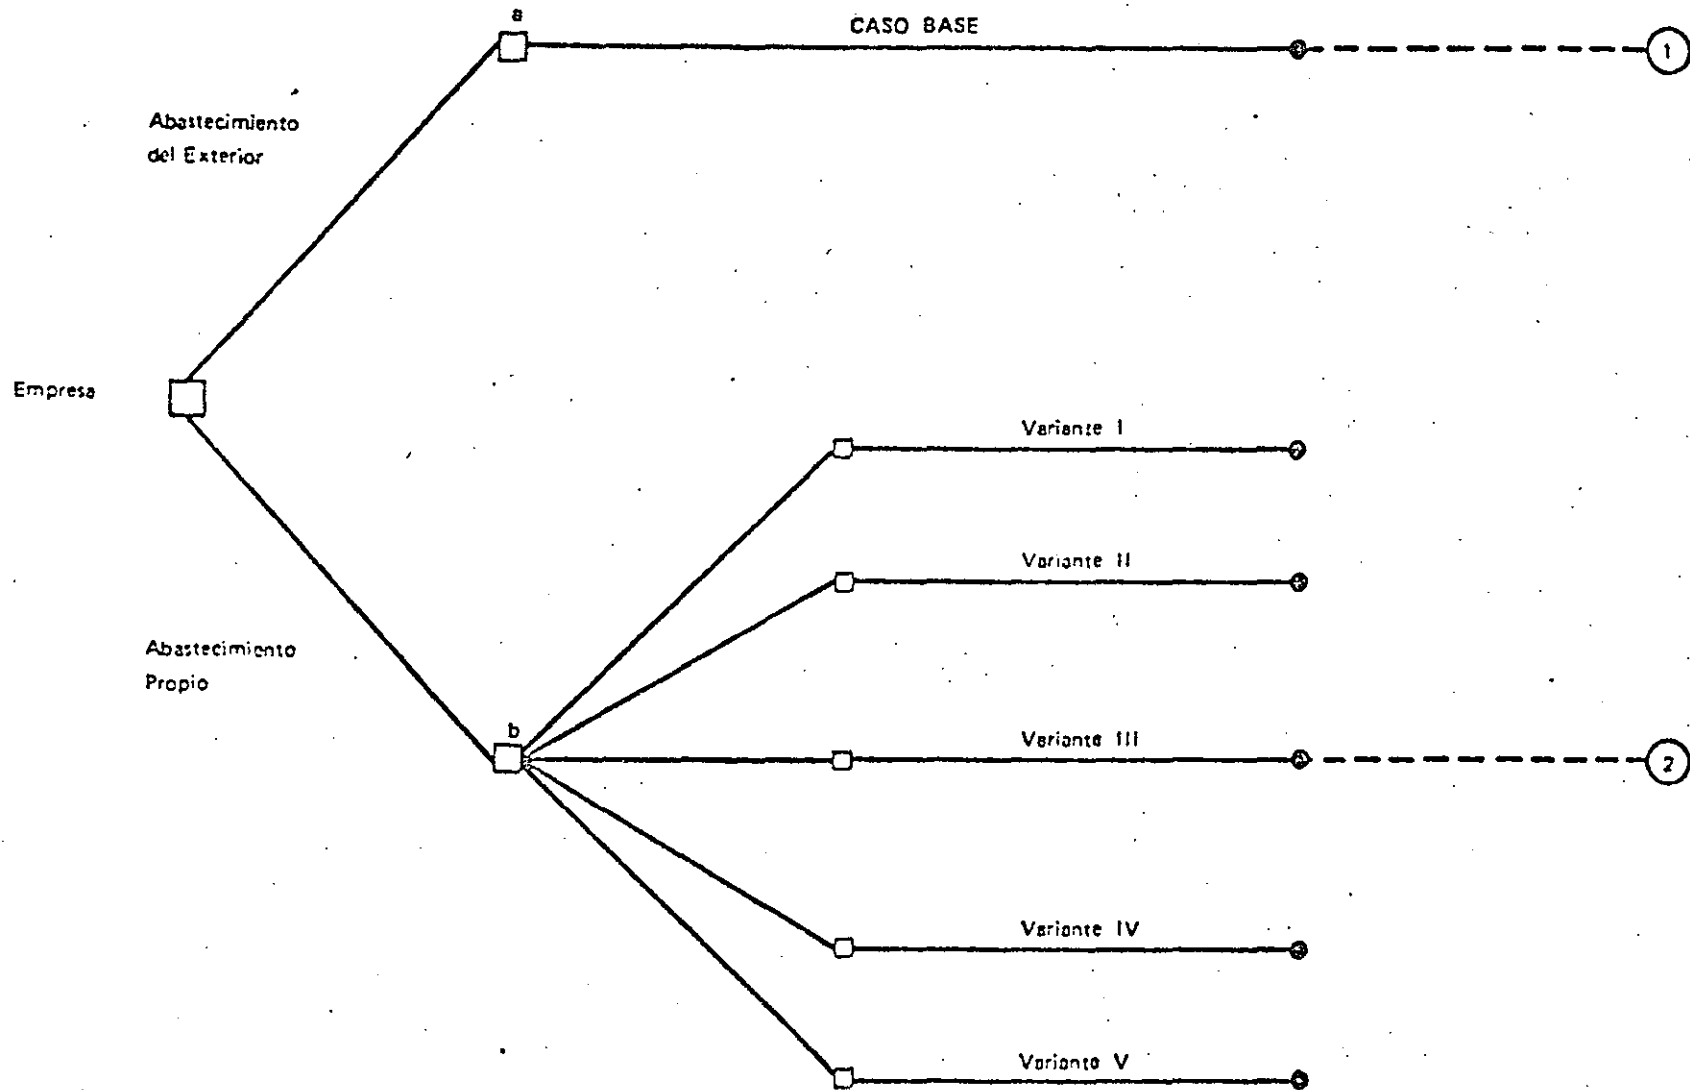 a
CASO BASE
1
Abastecimiento
del Exterior
Empresa
Variante I
Variante II
Abastecimiento
Propio
b
Variante III
2
Variante IV
Variante V